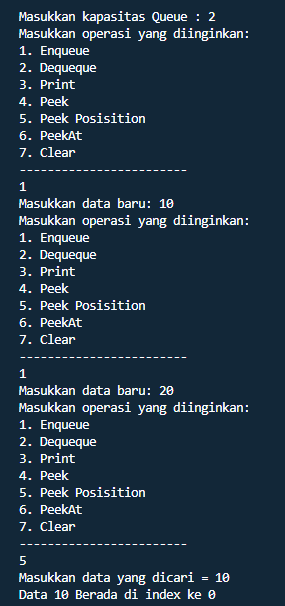 Masukkan kapasitas Queue : 2
Masukkan operasi yang diinginkan:
1. Enqueue
2. Dequeque
3. Print
4. Peek
5. Peek Posisition
6. PeekAt
7. Clear
------------------------
1
Masukkan data baru: 10
Masukkan operasi yang diinginkan:
1. Enqueue
2. Dequeque
3. Print
4. Peek
5. Peek Posisition
6. PeekAt
7. Clear
------------------------
1
Masukkan data baru: 20
Masukkan operasi yang diinginkan:
1. Enqueue
2. Dequeque
3. Print
4. Peek
5. Peek Posisition
6. PeekAt
7. Clear
------------------------
5
Masukkan data yang dicari = 10
Data 10 Berada di index ke 0